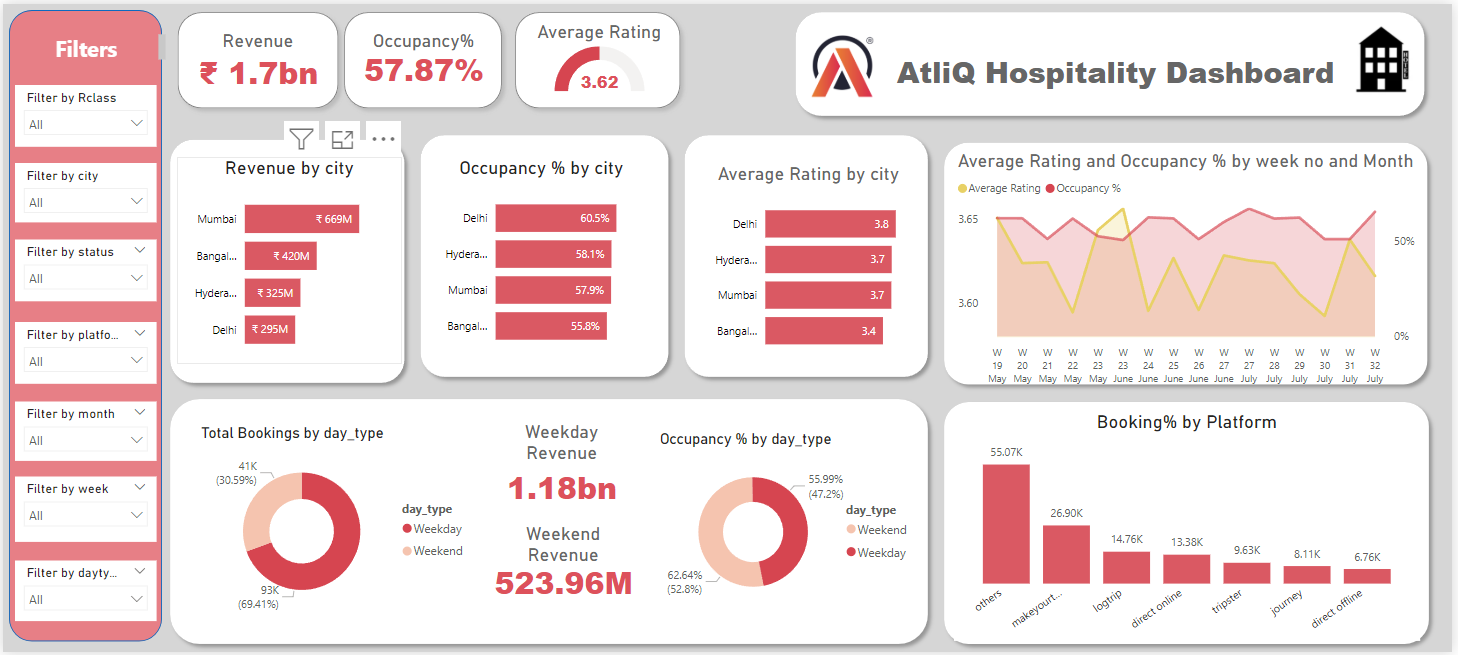 Filters
Filter by Rclass
All
Filter by city
All
Filter by status
All
Filter by platfo...
All
Filter by month
All
Filter by week
All
Filter by dayty...
All
Revenue
₹ 1.7bn
Occupancy%
57.87%
Average Rating
3.62
®
AtliQ Hospitality Dashboard
HOTEL
Revenue by city
Mumbai ₹ 669M
Bangal... ₹ 420M
Hydera... ₹ 325M
Delhi ₹ 295M
Occupancy % by city
Delhi 60.5%
Hydera... 58.1%
Mumbai 57.9%
Bangal... 55.8%
Average Rating by city
Delhi 3.8
Hydera... 3.7
Mumbai 3.7
Bangal... 3.4
Average Rating and Occupancy % by week no and Month
Average Rating Occupancy %
3.65
50%
3.60
0%
W W W W W W W W W W W W W W W W
19 20 21 22 23 23 24 25 26 27 27 28 29 30 31 32
May May May May May June June June June June July July July July July July
Total Bookings by day_type
41K
(30.59%)
93K
(69.41%)
day_type
Weekday
Weekend
Weekday
Revenue
1.18bn
Weekend
Revenue
523.96M
Occupancy % by day_type
55.99%
(47.2%)
62.64%
(52.8%)
day_type
Weekend
Weekday
Booking% by Platform
55.07K
26.90K
14.76K
13.38K
9.63K
8.11K
6.76K
others
makeyourt...
logtrip
direct online
tripster
journey
direct offline